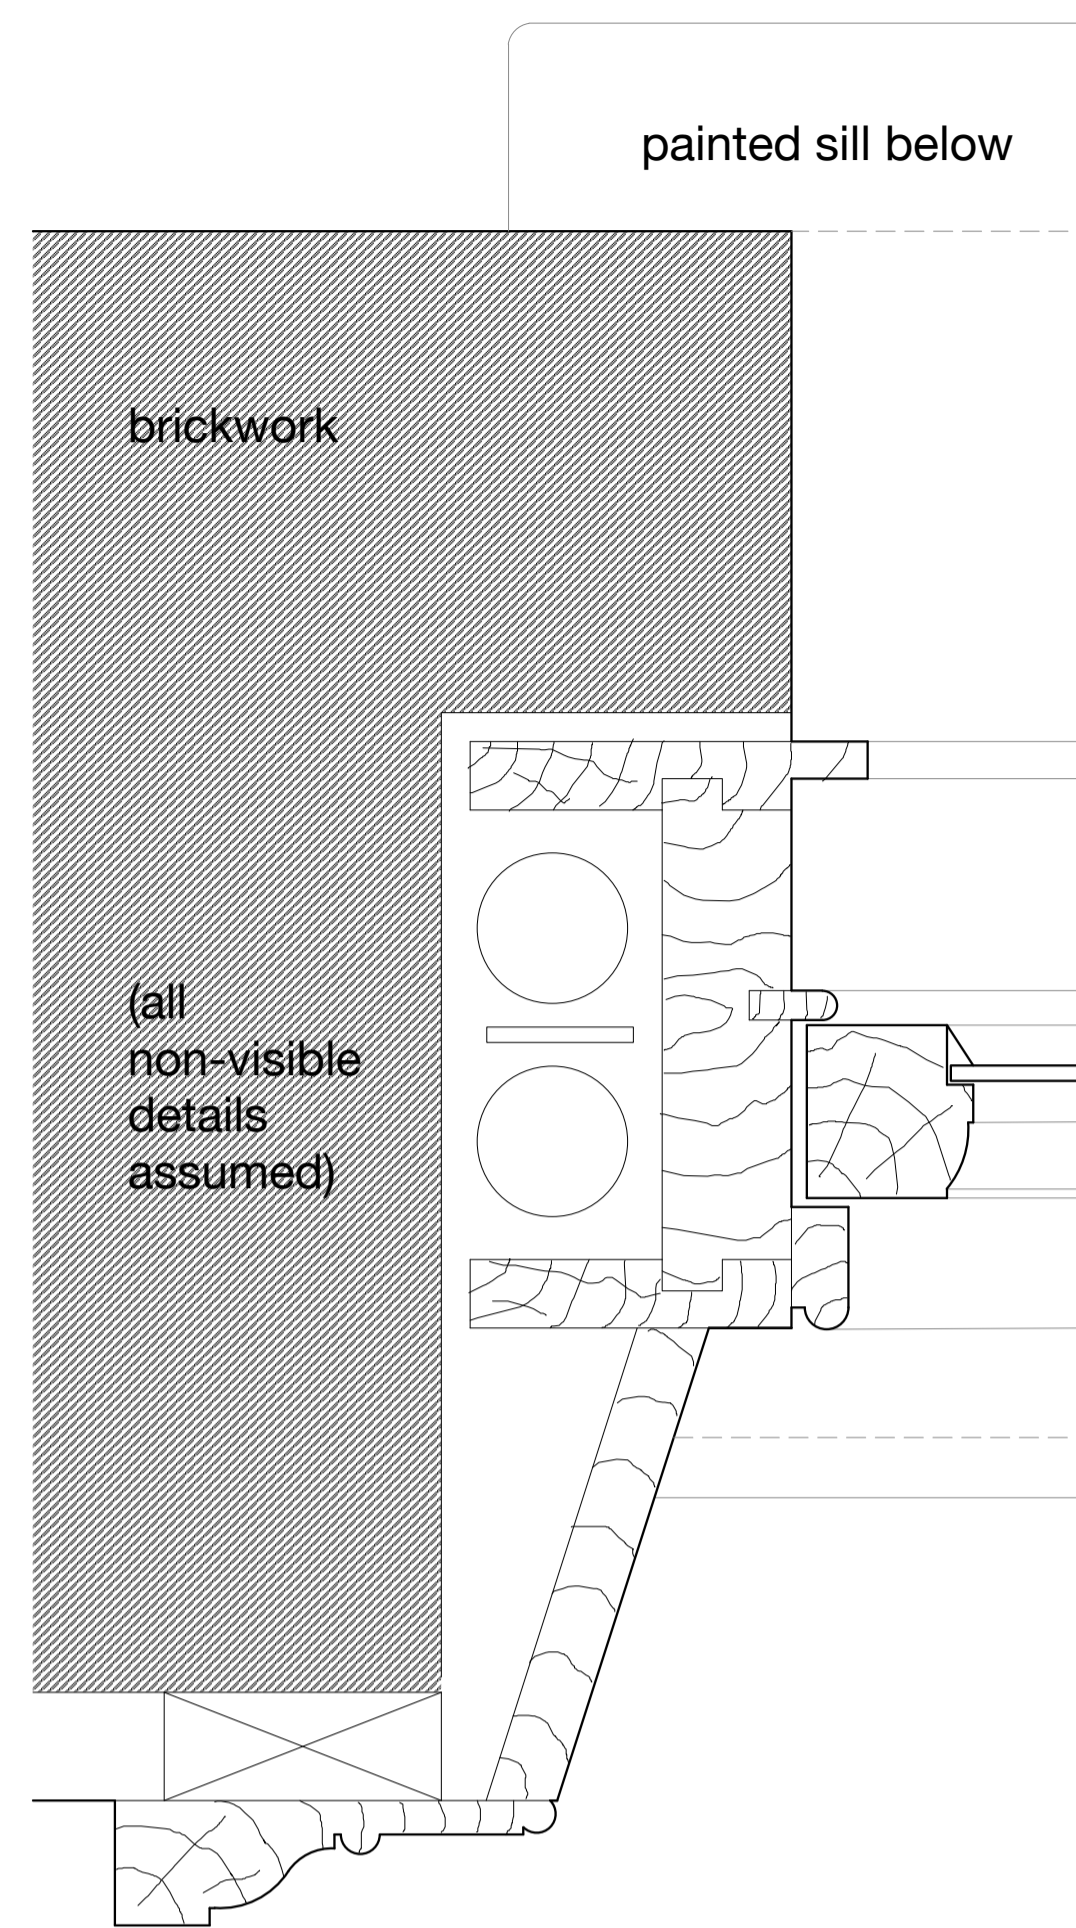 painted sill below
brickwork
(all
non-visible
details
assumed)